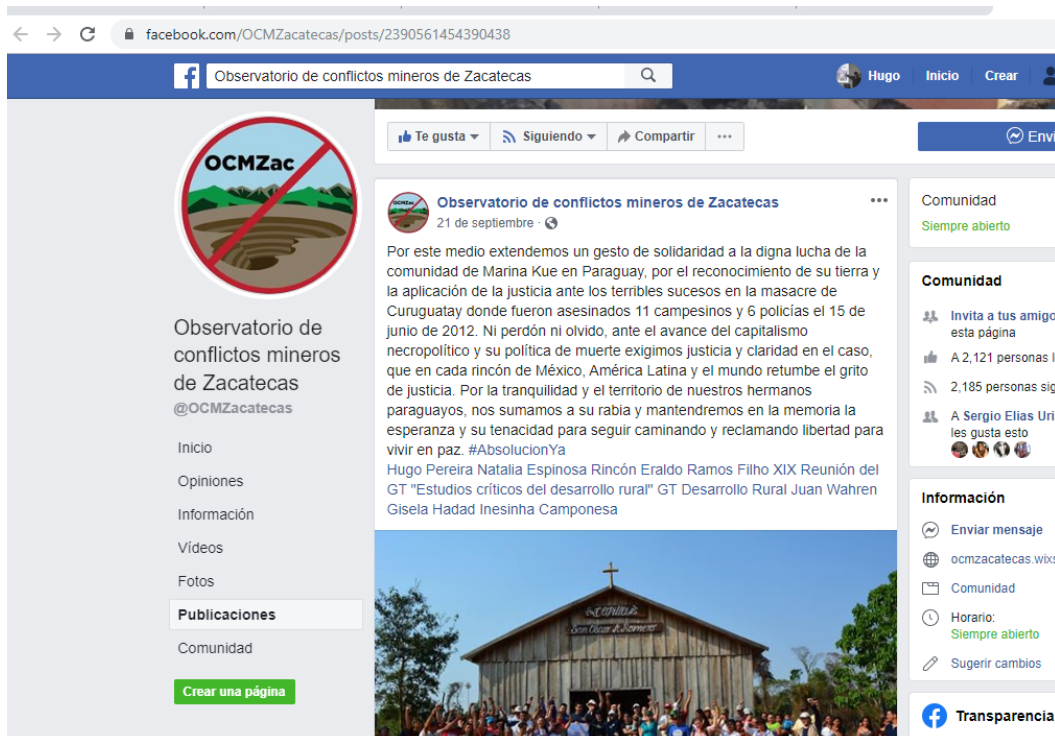 facebook.com/OCMZacatecas/posts/2390561454390438
Observatorio de conflictos mineros de Zacatecas
Hugo
Inicio
Crear
OCMZac
Observatorio de
conflictos mineros
de Zacatecas
@OCMZacatecas
Inicio
Opiniones
Información
Vídeos
Fotos
Publicaciones
Comunidad
Crear una página
Te gusta
Siguiendo
Compartir
Observatorio de conflictos mineros de Zacatecas
21 de septiembre ·
Por este medio extendemos un gesto de solidaridad a la digna lucha de la
comunidad de Marina Kue en Paraguay, por el reconocimiento de su tierra y
la aplicación de la justicia ante los terribles sucesos en la masacre de
Curuguatay donde fueron asesinados 11 campesinos y 6 policías el 15 de
junio de 2012. Ni perdón ni olvido, ante el avance del capitalismo
necropolítico y su política de muerte exigimos justicia y claridad en el caso,
que en cada rincón de México, América Latina y el mundo retumbe el grito
de justicia. Por la tranquilidad y el territorio de nuestros hermanos
paraguayos, nos sumamos a su rabia y mantendremos en la memoria la
esperanza y su tenacidad para seguir caminando y reclamando libertad para
vivir en paz. #AbsolucionYa
Hugo Pereira Natalia Espinosa Rincón Eraldo Ramos Filho XIX Reunión del
GT "Estudios críticos del desarrollo rural" GT Desarrollo Rural Juan Wahren
Gisela Hadad Inesinha Camponesa
Envi
Comunidad
Siempre abierto
Comunidad
Invita a tus amigo
esta página
A 2,121 personas l
2,185 personas sig
A Sergio Elias Uri
les gusta esto
Información
Enviar mensaje
ocmzacatecas.wixs
Comunidad
Horario:
Siempre abierto
Sugerir cambios
Transparencia